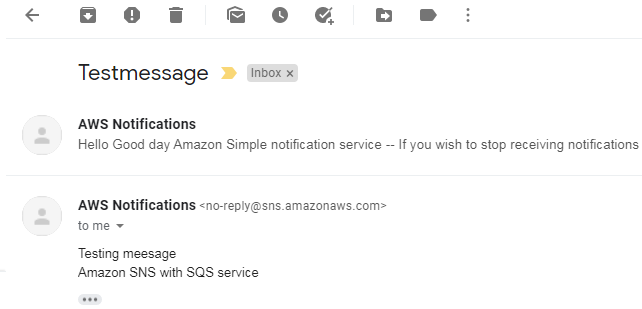 Testmessage Inbox ×
AWS Notifications
Hello Good day Amazon Simple notification service -- If you wish to stop receiving notifications
AWS Notifications <no-reply@sns.amazonaws.com>
to me
Testing meesage
Amazon SNS with SQS service